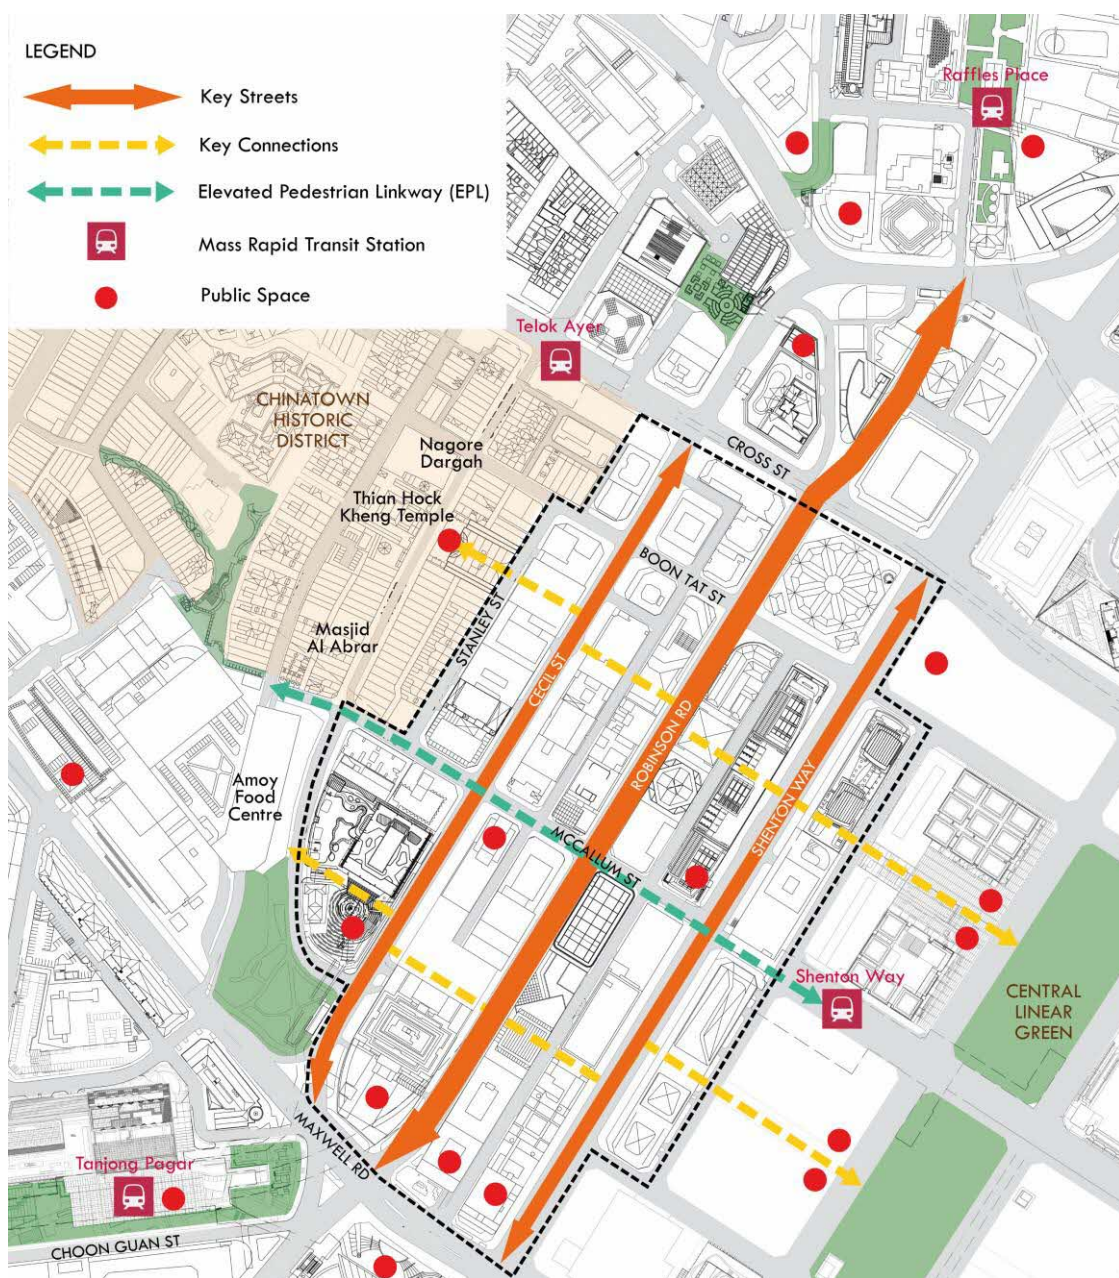 LEGEND
Key Streets
Key Connections
Elevated Pedestrian Linkway (EPL)
Mass Rapid Transit Station
Public Space
Raffles Place
Telok Ayer
CHINATOWN
HISTORIC
DISTRICT
Nagore
Dargah
CROSS ST
Thian Hock
Kheng Temple
BOON TAT ST
STANLEY ST
Masjid
Al Abrar
CECIL ST
ROBINSON RD
SHENTON WAY
Amoy
Food
Centre
MCCALLUM ST
Shenton Way
CENTRAL
LINEAR
GREEN
MAXWELL RD
Tanjong Pagar
CHOON GUAN ST